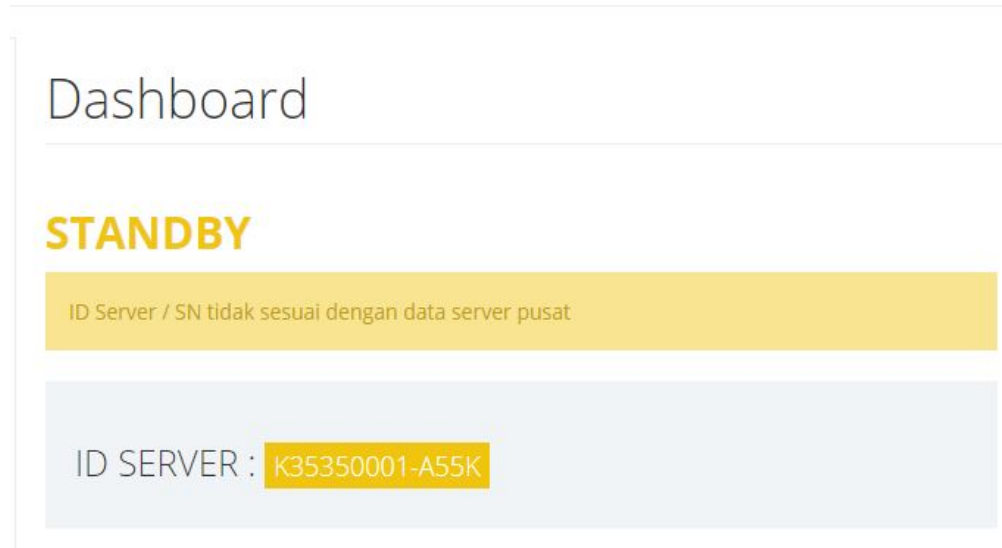 Dashboard
STANDBY
ID Server / SN tidak sesuai dengan data server pusat
ID SERVER : K35350001-A55K